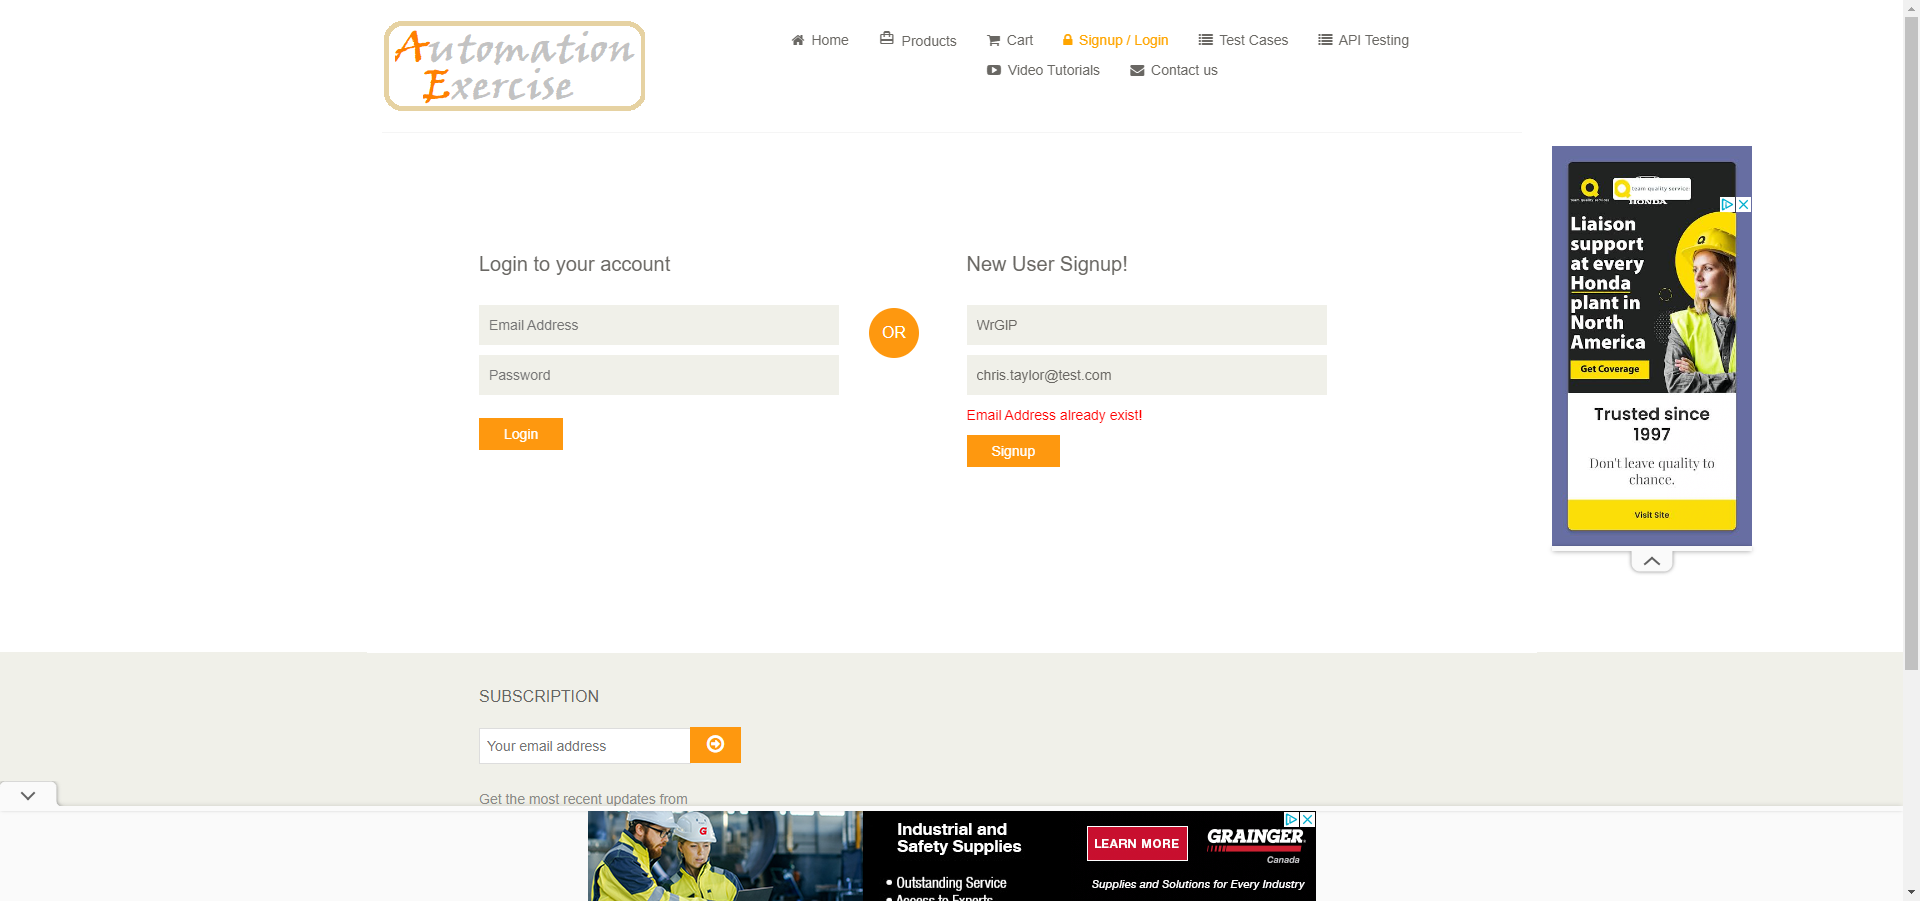 Automation
Exercise
Home
Products
Cart
Signup / Login
Test Cases
API Testing
Video Tutorials
Contact us
Login to your account
Email Address
Password
Login
OR
New User Signup!
WrGIP
chris.taylor@test.com
Email Address already exist!
Signup
team quality service
HONDA
Liaison
support
at every
Honda
plant in
North
America
Get Coverage
Trusted since
1997
Don't leave quality to
chance.
Visit Site
SUBSCRIPTION
Your email address
Get the most recent updates from
Industrial and
Safety Supplies
• Outstanding Service
• Access to Experts
LEARN MORE
GRAINGER
Canada
Supplies and Solutions for Every Industry